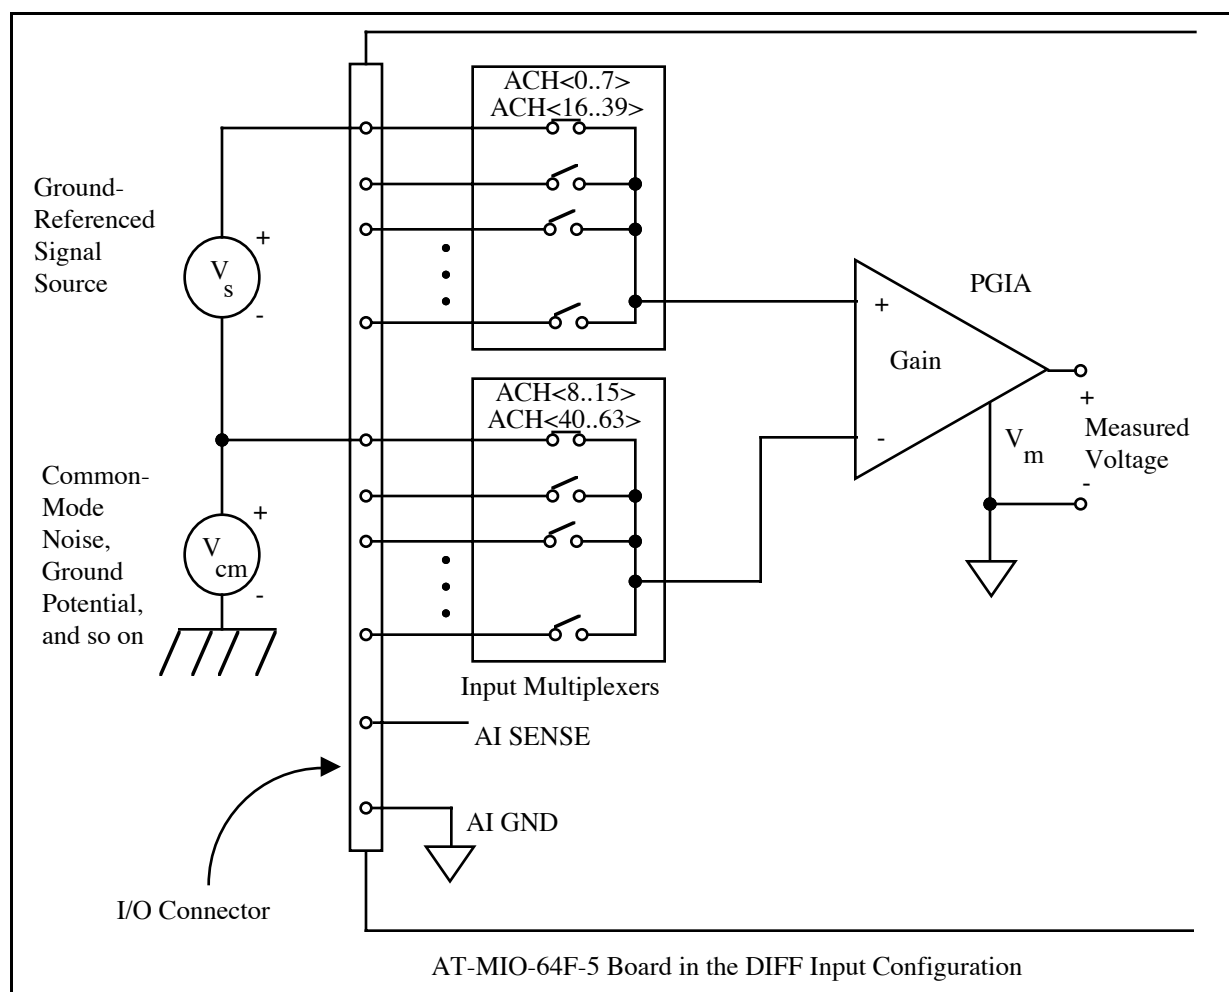 ACH<0..7>
ACH<16..39>
Ground-
Referenced
Signal
Source
+
V
s
-
PGIA
+
Gain
-
+
Measured
Voltage
-
V
m
ACH<8..15>
ACH<40..63>
Common-
Mode
Noise,
Ground
Potential,
and so on
+
V
cm
-
Input Multiplexers
AI SENSE
AI GND
I/O Connector
AT-MIO-64F-5 Board in the DIFF Input Configuration